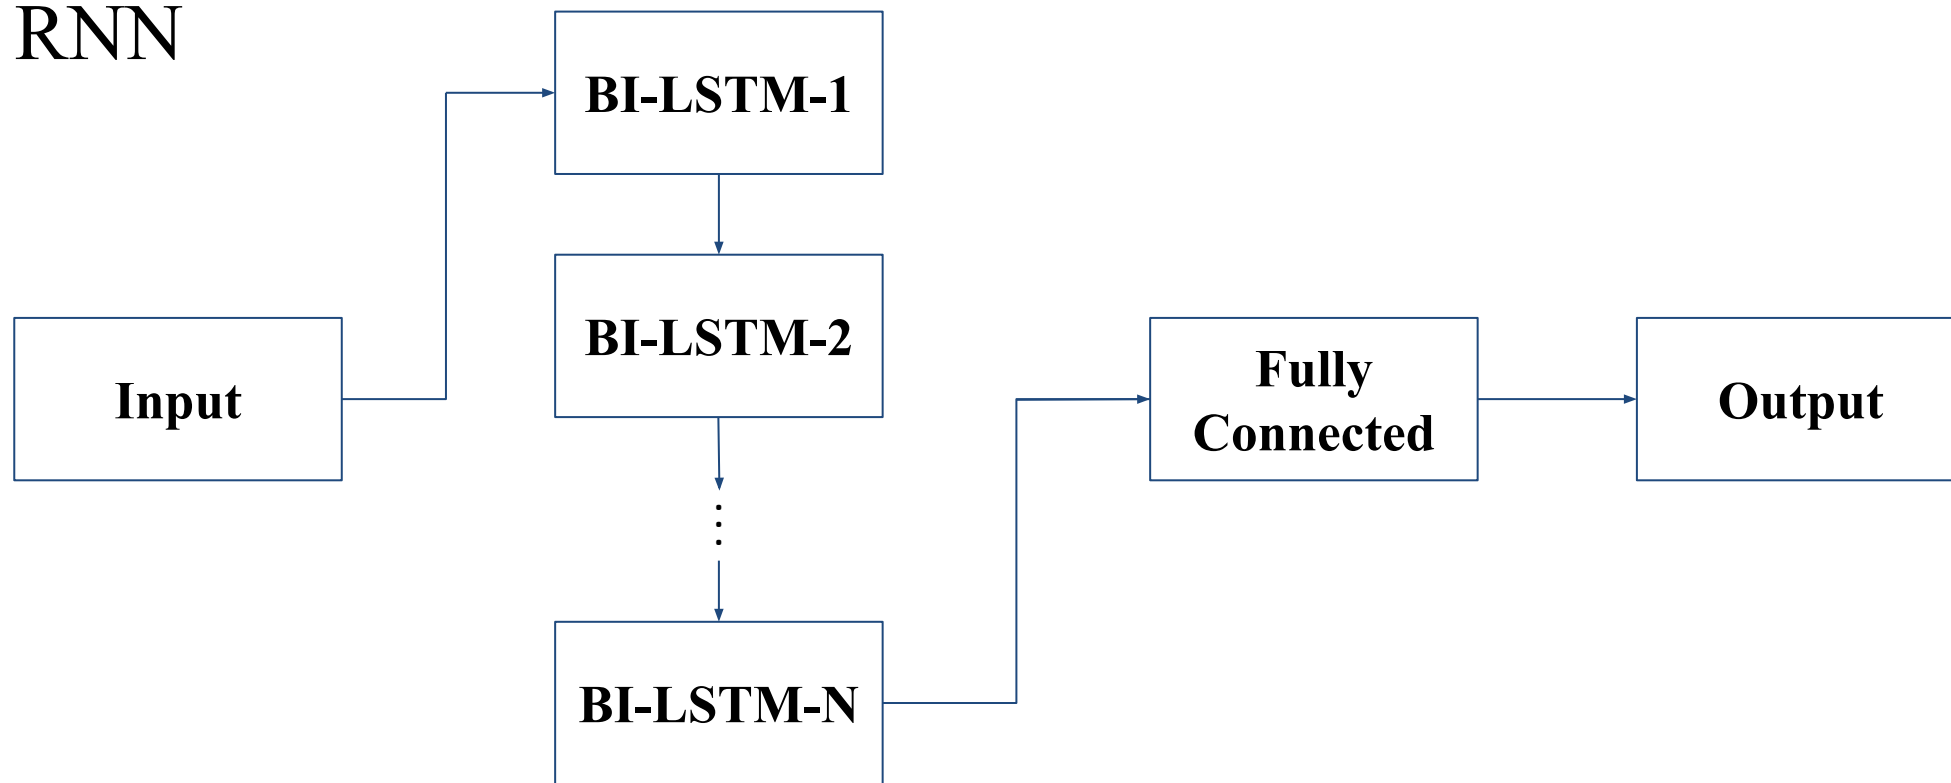 RNN
BI-LSTM-1
BI-LSTM-2
Input
Fully
Connected
Output
⋮
BI-LSTM-N